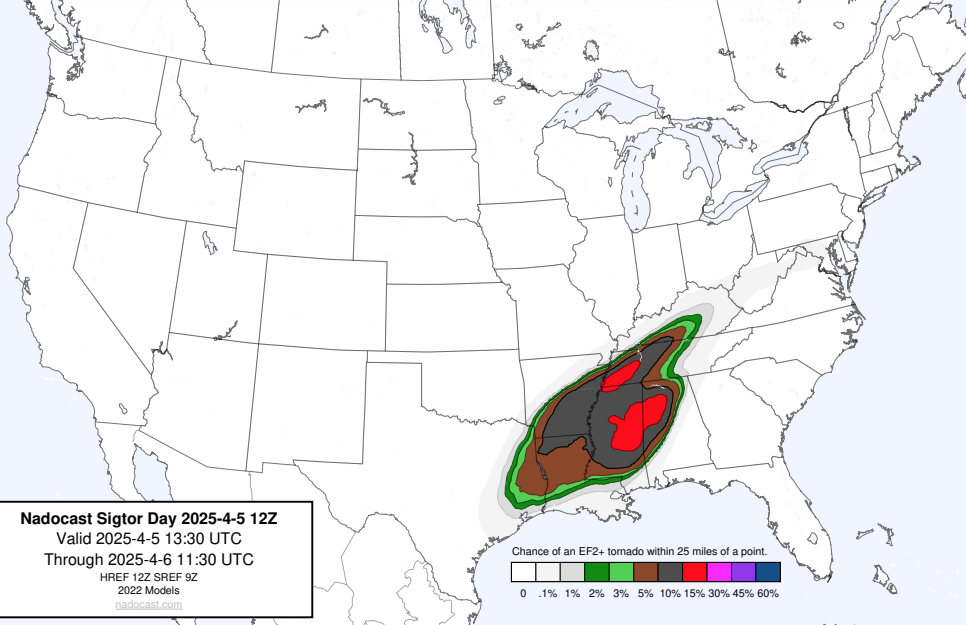 Nadocast Sigtor Day 2025-4-5 12Z
Valid 2025-4-5 13:30 UTC
Through 2025-4-6 11:30 UTC
HREF 12Z SREF 9Z
2022 Models
nadocast.com
Chance of an EF2+ tornado within 25 miles of a point.
0 .1% 1% 2% 3% 5% 10% 15% 30% 45% 60%